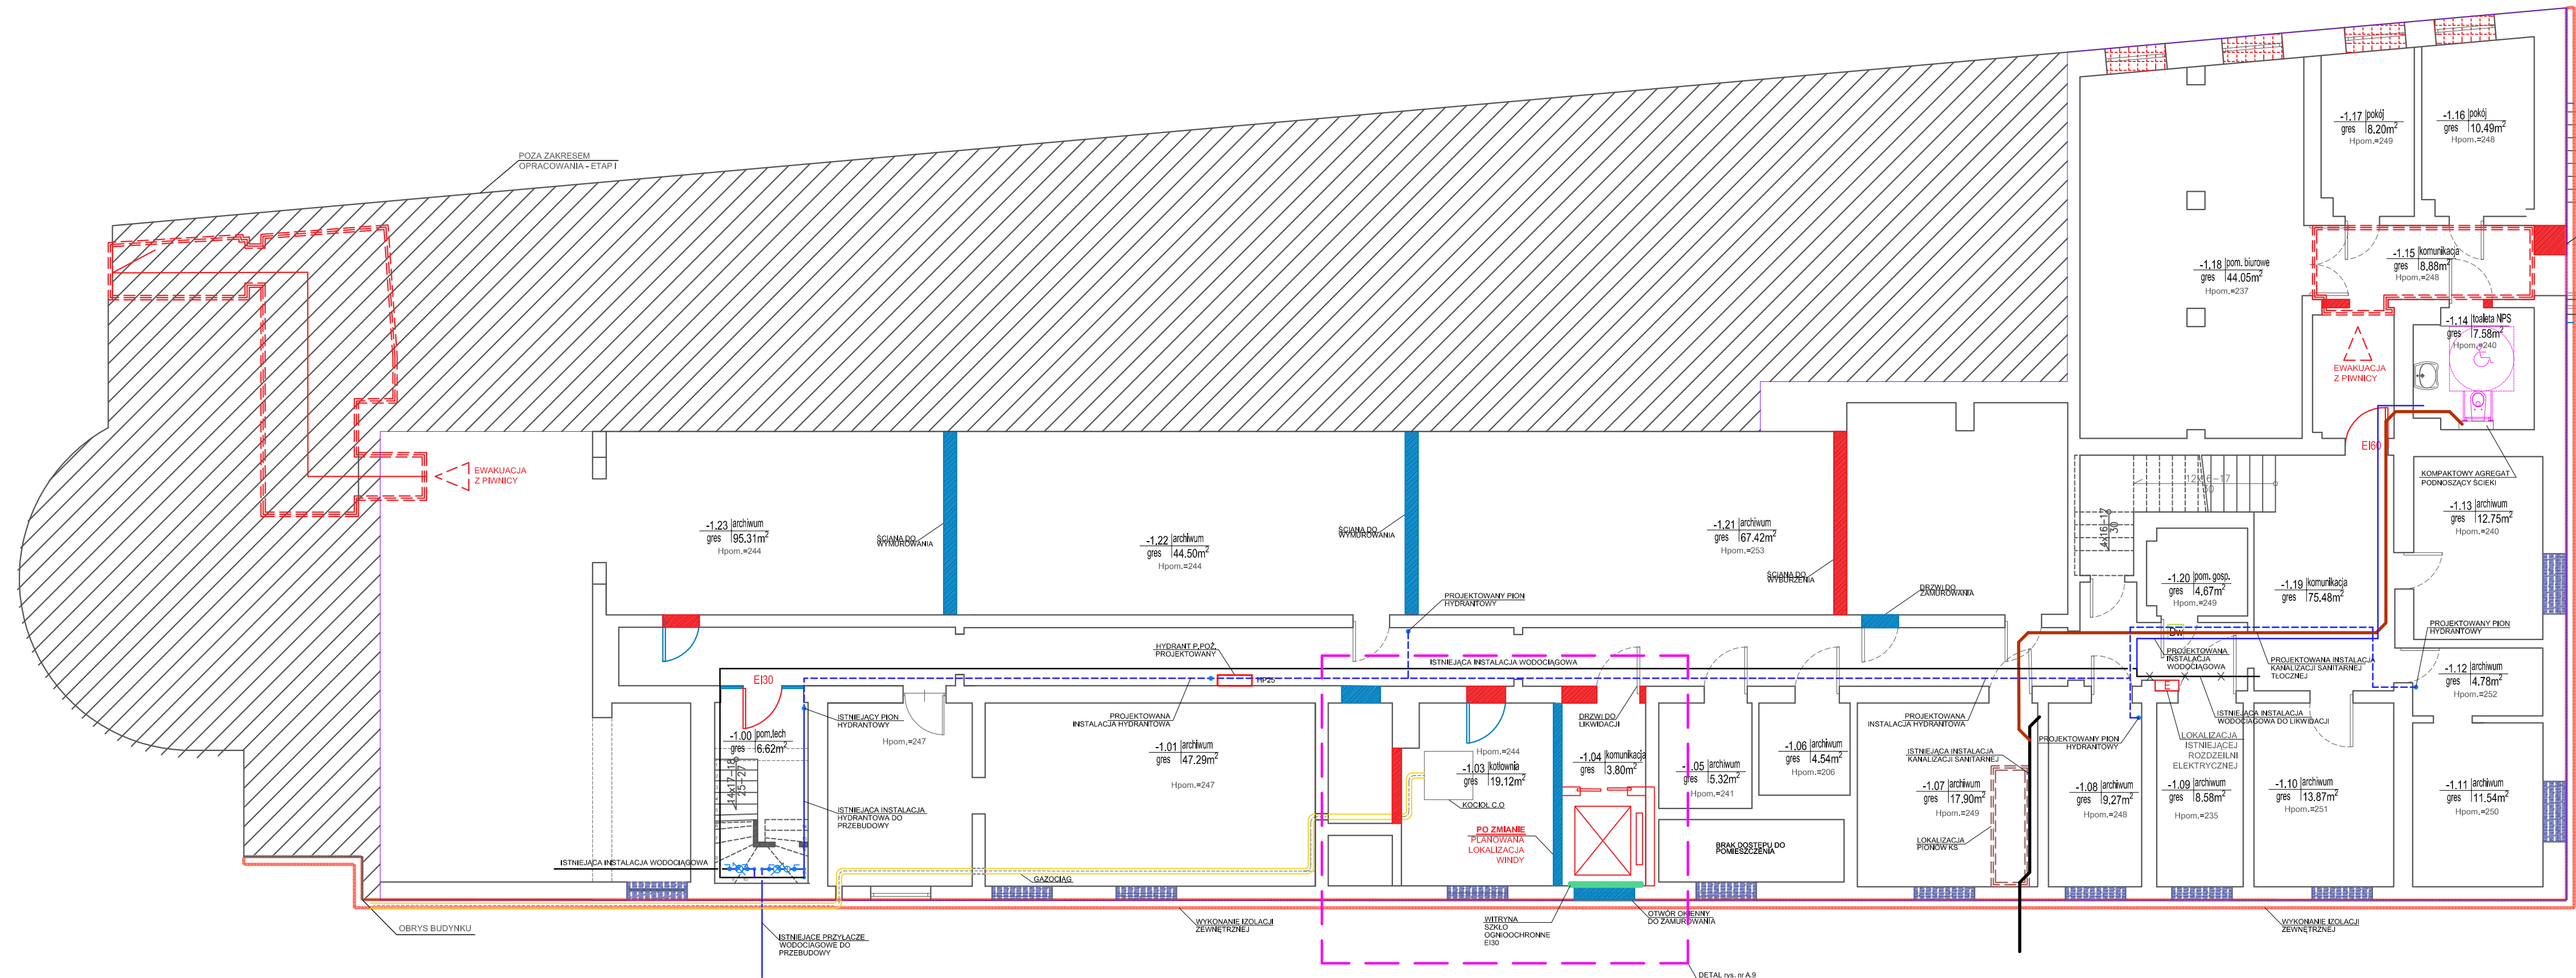 POZA ZAKRESEM
OPRACOWANIA - ETAP I
-1.17 pokój
gres 8.20m²
Hpom.=249
-1.16 pokój
gres 10.49m²
Hpom.=248
-1.18 pom. biurowe
gres 44.05m²
Hpom.=237
-1.15 komunikacja
gres 8,88m²
Hpom.=248
-1.14 toaleta NPS
gres 7.58m²
Hpom.=240
EWAKUACJA
Z PIWNICY
EI60
EWAKUACJA
Z PIWNICY
KOMPAKTOWY AGREGAT
PODNOSZĄCY ŚCIEKI
-1.13 archiwum
gres 12.75m²
Hpom.=240
-1.23 archiwum
gres 95.31m²
Hpom.=244
ŚCIANA DO
WYMUROWANIA
-1.22 archiwum
gres 44.50m²
Hpom.=244
ŚCIANA DO
WYMUROWANIA
-1.21 archiwum
gres 67.42m²
Hpom.=253
ŚCIANA DO
WYBURZENIA
DRZWI DO
ZAMUROWANIA
PROJEKTOWANY PION
HYDRANTOWY
4x16-17
30
-1.20 pom. gosp.
gres 4.67m²
Hpom.=249
-1.19 komunikacja
gres 75.48m²
PROJEKTOWANY PION
HYDRANTOWY
Dw
HYDRANT P.POŻ.
PROJEKTOWANY
HP25
ISTNIEJĄCA INSTALACJA WODOCIĄGOWA
PROJEKTOWANA
INSTALACJA
WODOCIĄGOWA
PROJEKTOWANA INSTALACJA
KANALIZACJI SANITARNEJ
TŁOCZNEJ
-1.12 archiwum
gres 4.78m²
Hpom.=252
EI30
E
-1.00 pom.tech
gres 6.62m²
ISTNIEJĄCY PION
HYDRANTOWY
Hpom.=247
PROJEKTOWANA
INSTALACJA HYDRANTOWA
-1.01 archiwum
gres 47.29m²
Hpom.=247
DRZWI DO
LIKWIDACJI
PROJEKTOWANA
INSTALACJA HYDRANTOWA
ISTNIEJĄCA INSTALACJA
WODOCIĄGOWA DO LIKWIDACJI
PROJEKTOWANY PION
HYDRANTOWY
LOKALIZACJA
ISTNIEJĄCEJ
ROZDZEILNI
ELEKTRYCZNEJ
14x17-18
25-27
Hpom.=244
-1.03 kotłownia
gres 19.12m²
KOCIOŁ C.O
-1.04 komunikacja
gres 3.80m²
-1.05 archiwum
gres 5.32m²
Hpom.=241
-1.06 archiwum
gres 4.54m²
Hpom.=206
ISTNIEJĄCA INSTALACJA
KANALIZACJI SANITARNEJ
-1.07 archiwum
gres 17.90m²
Hpom.=249
-1.08 archiwum
gres 9.27m²
Hpom.=248
-1.09 archiwum
gres 8.58m²
Hpom.=235
-1.10 archiwum
gres 13.87m²
Hpom.=251
-1.11 archiwum
gres 11.54m²
Hpom.=250
ISTNIEJĄCA INSTALACJA
HYDRANTOWA DO
PRZEBUDOWY
PO ZMIANIE
PLANOWANA
LOKALIZACJA
WINDY
BRAK DOSTĘPU DO
POMIESZCZENIA
LOKALIZACJA
PIONÓW KS
ISTNIEJĄCA INSTALACJA WODOCIĄGOWA
GAZOCIĄG
OBRYS BUDYNKU
ISTNIEJĄCE PRZYŁĄCZE
WODOCIĄGOWE DO
PRZEBUDOWY
WYKONANIE IZOLACJI
ZEWNĘTRZNEJ
WITRYNA
SZKŁO
OGNIOOCHRONNE
EI30
OTWÓR OKIENNY
DO ZAMUROWANIA
WYKONANIE IZOLACJI
ZEWNĘTRZNEJ
DETAL rys. nr A.9